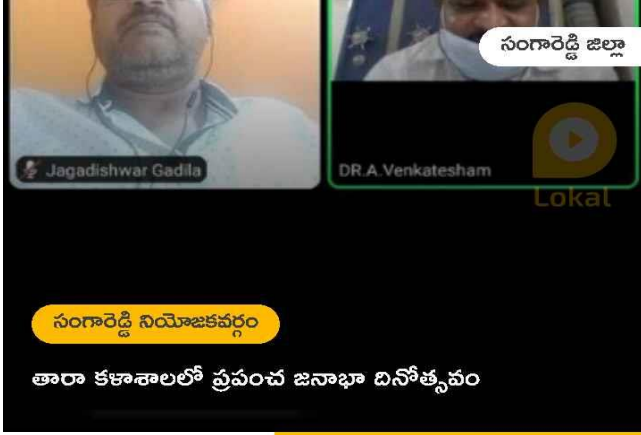 సంగారెడ్డి జిల్లా
Jagadishwar Gadila
DR.A.Venkatesham
Lokal
సంగారెడ్డి నియోజకవర్గం
తారా కళాశాలలో ప్రపంచ జనాభా దినోత్సవం